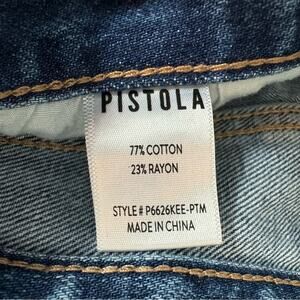 PISTOLA
77% COTTON
23% RAYON
STYLE # P6626KEE-PTM
MADE IN CHINA